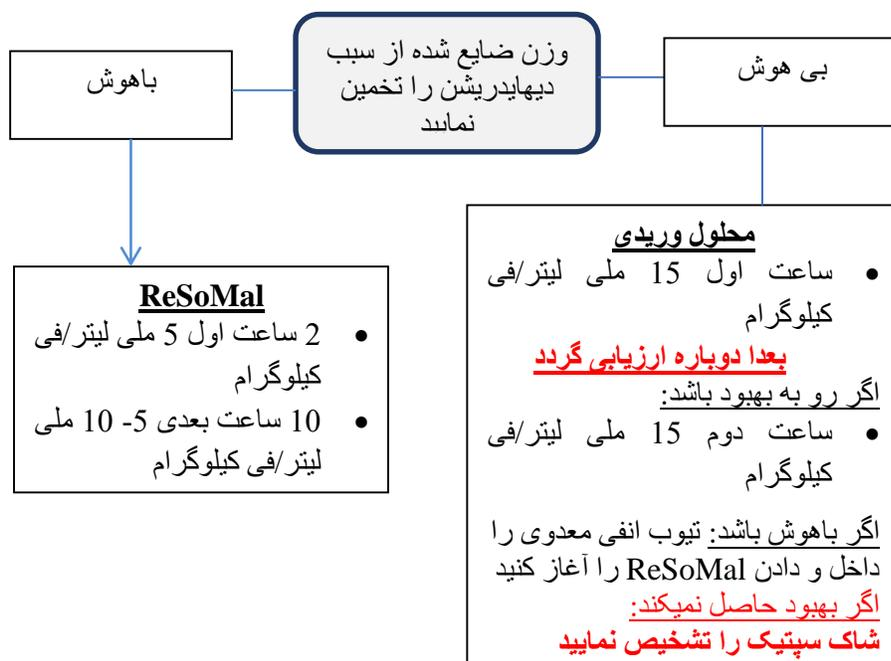 وزن ضایع شده از سبب
دیهایدریشن را تخمین
نمایید
بی هوش
باهوش
محلول وریدی
● ساعت اول 15 ملی لیتر/فی
کیلوگرام
بعدا دوباره ارزیابی گردد
اگر رو به بهبود باشد:
● ساعت دوم 15 ملی لیتر/فی
کیلوگرام
اگر باهوش باشد: تیوب انفی معدوی را
داخل و دادن ReSoMal را آغاز کنید
اگر بهبود حاصل نمیکند:
شاک سپتیک را تشخیص نمایید
ReSoMal
● 2 ساعت اول 5 ملی لیتر/فی
کیلوگرام
● 10 ساعت بعدی 5- 10 ملی
لیتر/فی کیلوگرام